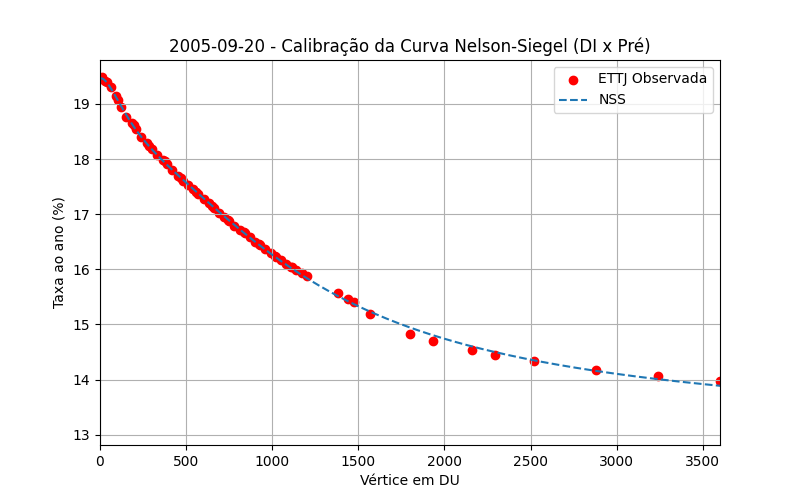 2005-09-20 - Calibração da Curva Nelson-Siegel (DI x Pré)
ETTJ Observada
NSS
Taxa ao ano (%)
19
18
17
16
15
14
13
0 500 1000 1500 2000 2500 3000 3500
Vértice em DU